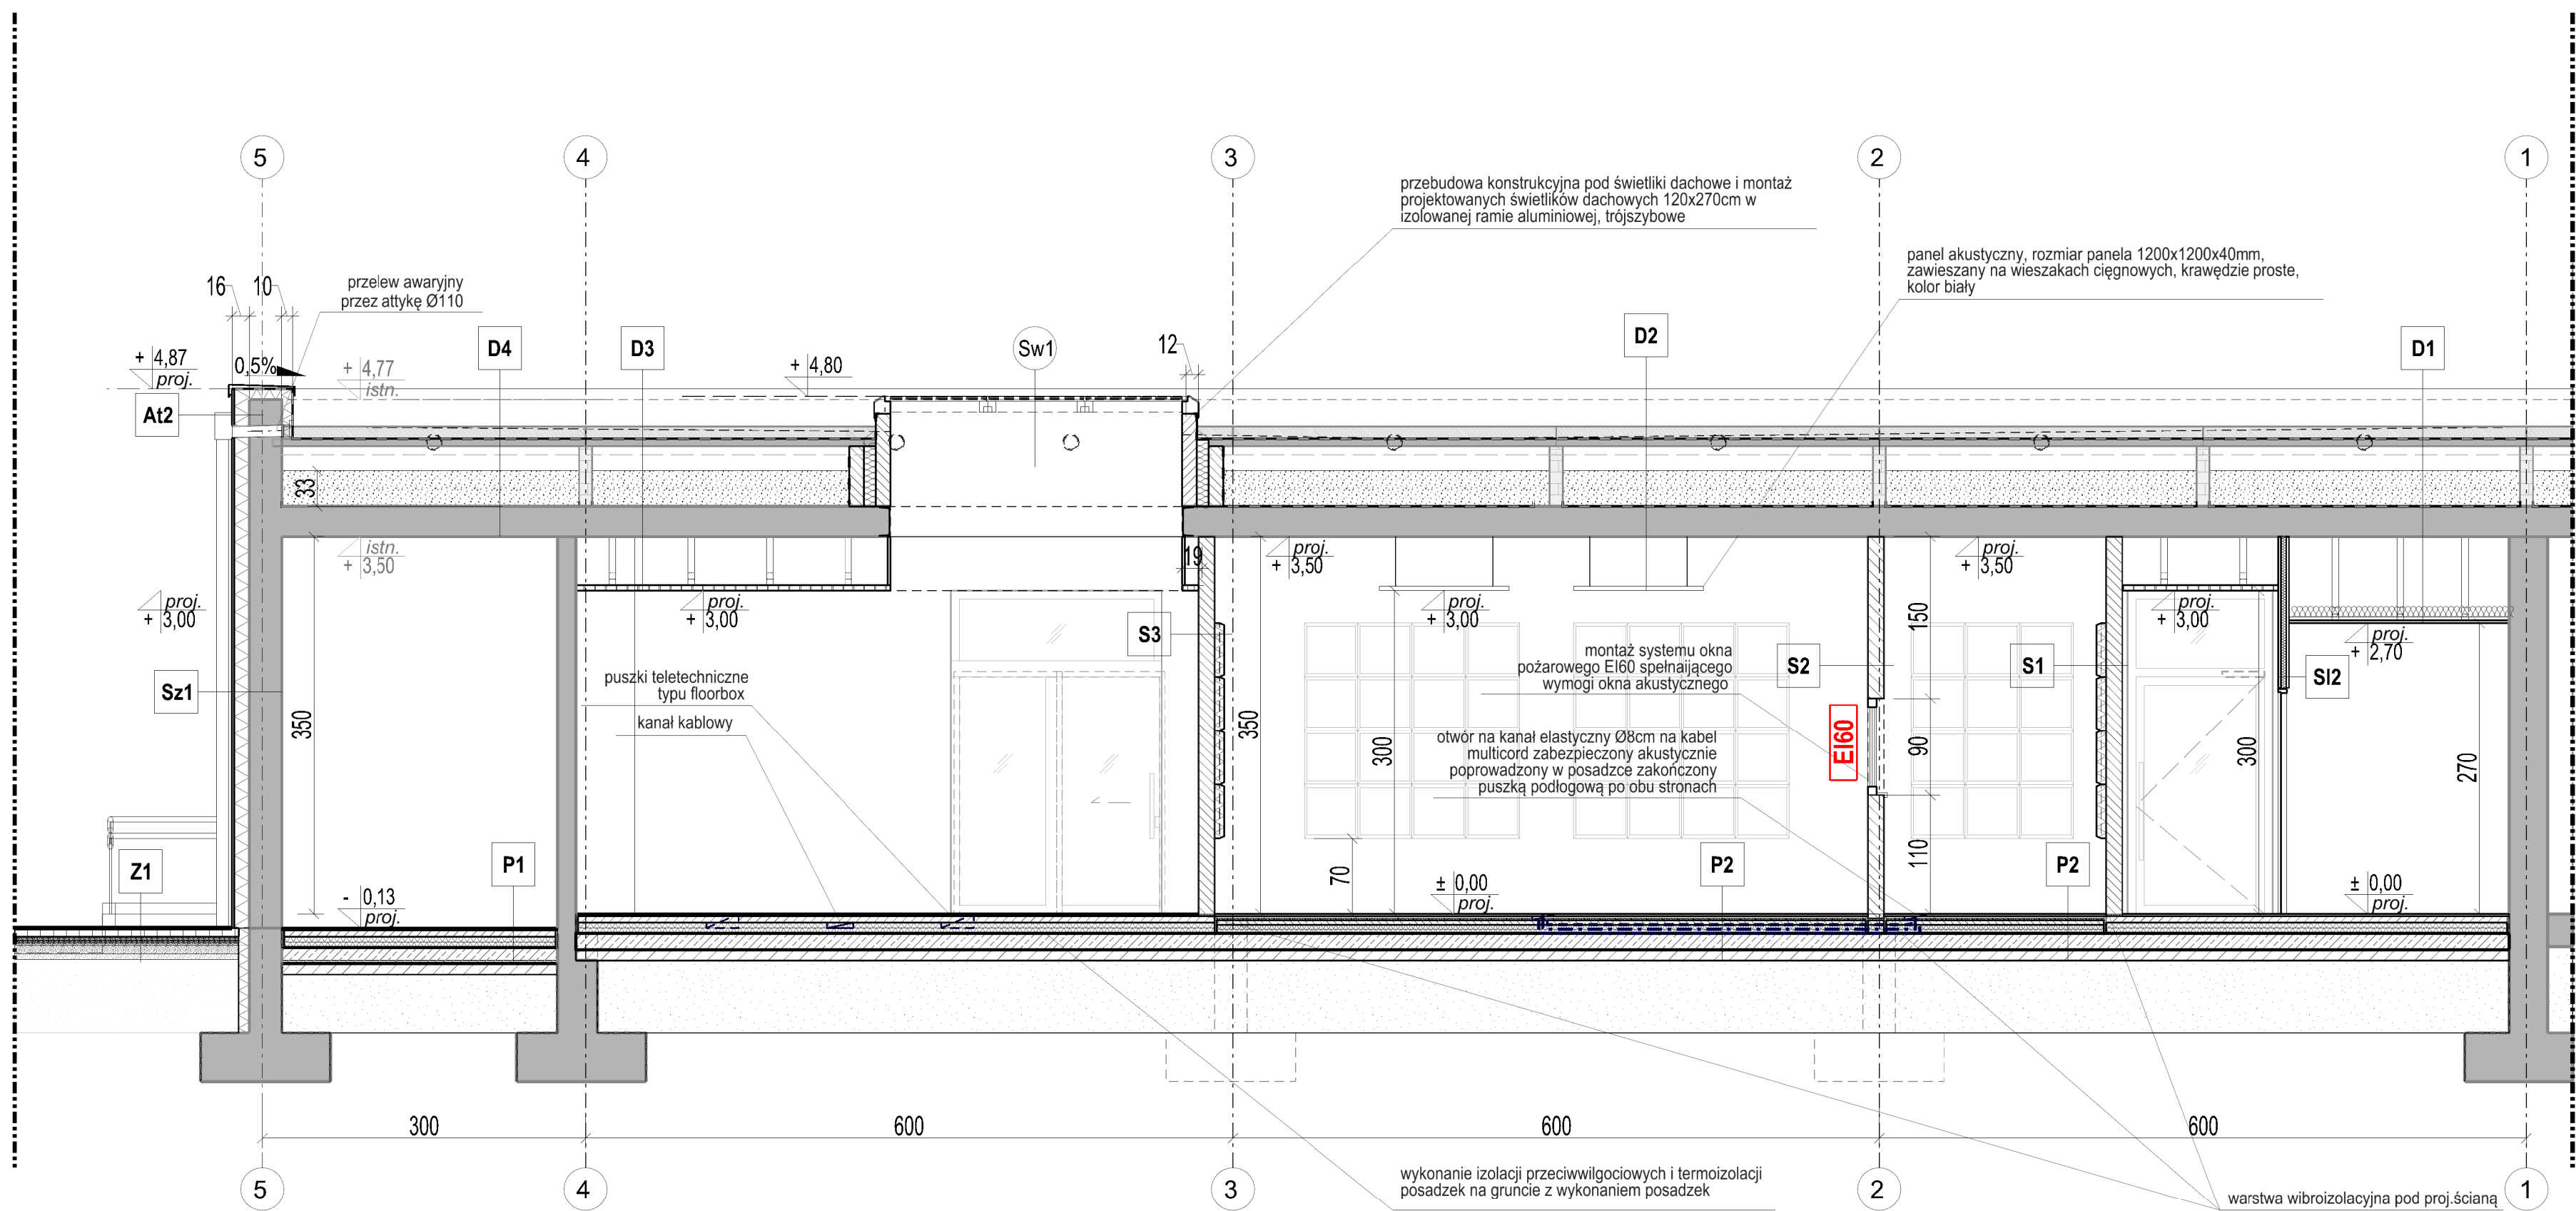 5
4
3
2
1
przebudowa konstrukcyjna pod świetliki dachowe i montaż
projektowanych świetlików dachowych 120x270cm w
izolowanej ramie aluminiowej, trójszybowe
panel akustyczny, rozmiar panela 1200x1200x40mm,
zawieszany na wieszakach cięgnowych, krawędzie proste,
kolor biały
16
10
przelew awaryjny
przez attykę Ø110
D4
D3
Sw1
12
D2
D1
+ 4,87
proj.
0,5%
+ 4,77
istn.
+ 4,80
At2
33
istn.
+ 3,50
19
proj.
+ 3,50
proj.
+ 3,50
proj.
+ 3,00
proj.
+ 3,00
proj.
+ 3,00
proj.
+ 3,00
proj.
+ 2,70
150
S3
S2
S1
Sl2
Sz1
montaż systemu okna
pożarowego EI60 spełnaijącego
wymogi okna akustycznego
puszki teletechniczne
typu floorbox
kanał kablowy
350
350
300
EI60
90
300
270
otwór na kanał elastyczny Ø8cm na kabel
multicord zabezpieczony akustycznie
poprowadzony w posadzce zakończony
puszką podłogową po obu stronach
Z1
P1
70
P2
110
P2
- 0,13
proj.
± 0,00
proj.
± 0,00
proj.
300
600
600
600
wykonanie izolacji przeciwwilgociowych i termoizolacji
posadzek na gruncie z wykonaniem posadzek
warstwa wibroizolacyjna pod proj.ścianą
5
4
3
2
1